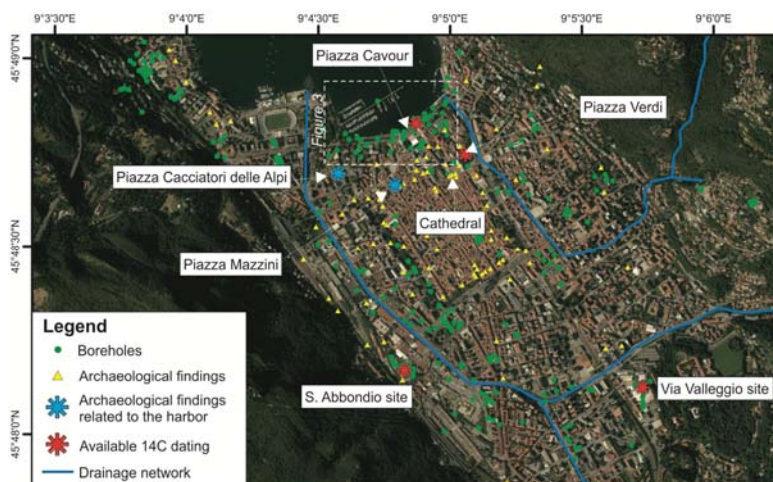 9°3'30"E 9°4'0"E 9°4'30"E 9°5'0"E 9°5'30"E 9°6'0"E
45°49'0"N
Piazza Cavour
Piazza Verdi
Figure 3
Piazza Cacciatori delle Alpi
Cathedral
45°48'30"N
Piazza Mazzini
Legend
Boreholes
Archaeological findings
Archaeological findings
related to the harbor
Available 14C dating
Drainage network
S. Abbondio site
Via Valleggio site
45°48'0"N